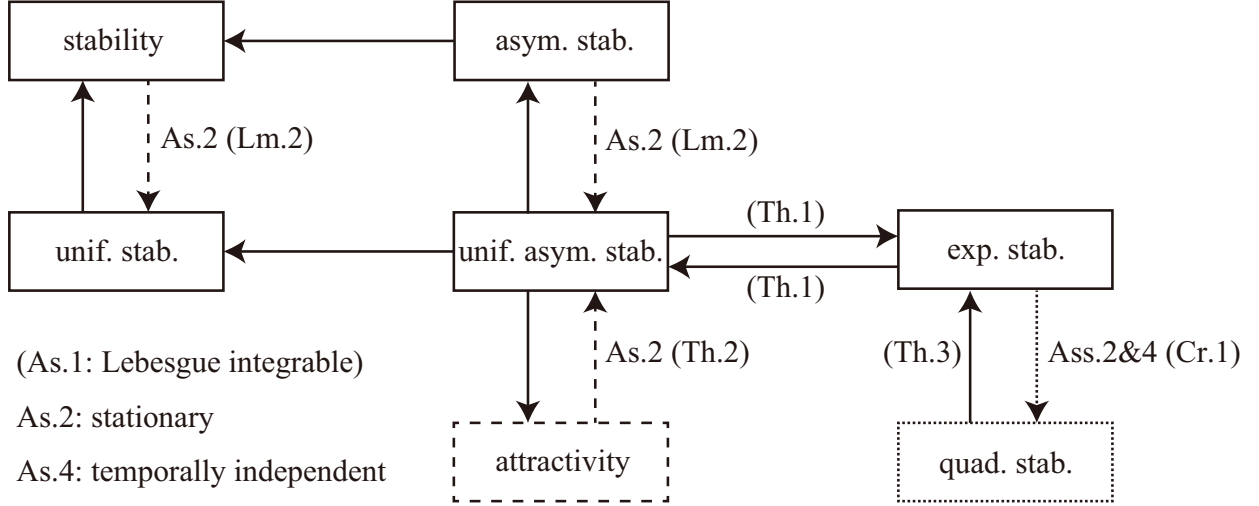 stability
asym. stab.
As.2 (Lm.2)
As.2 (Lm.2)
unif. stab.
unif. asym. stab.
(Th.1)
(Th.1)
exp. stab.
(As.1: Lebesgue integrable)
As.2: stationary
As.4: temporally independent
As.2 (Th.2)
(Th.3)
Ass.2&4 (Cr.1)
attractivity
quad. stab.